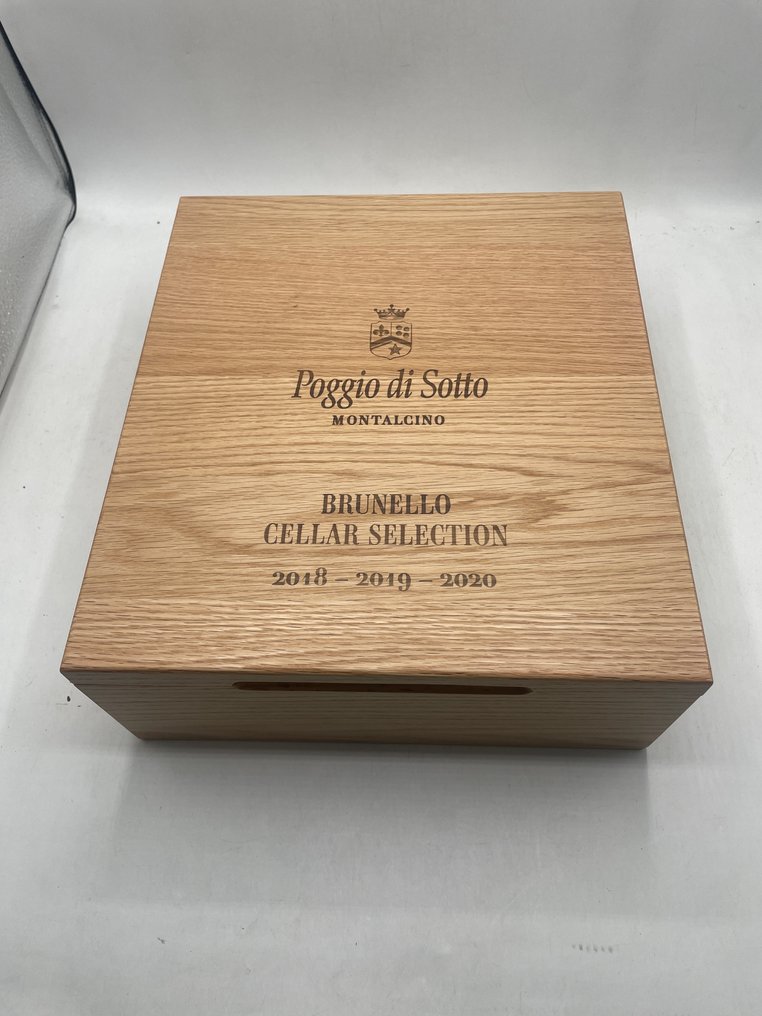 Poggio di Sotto
MONTALCINO
BRUNELLO
CELLAR SELECTION
2018 – 2019 – 2020